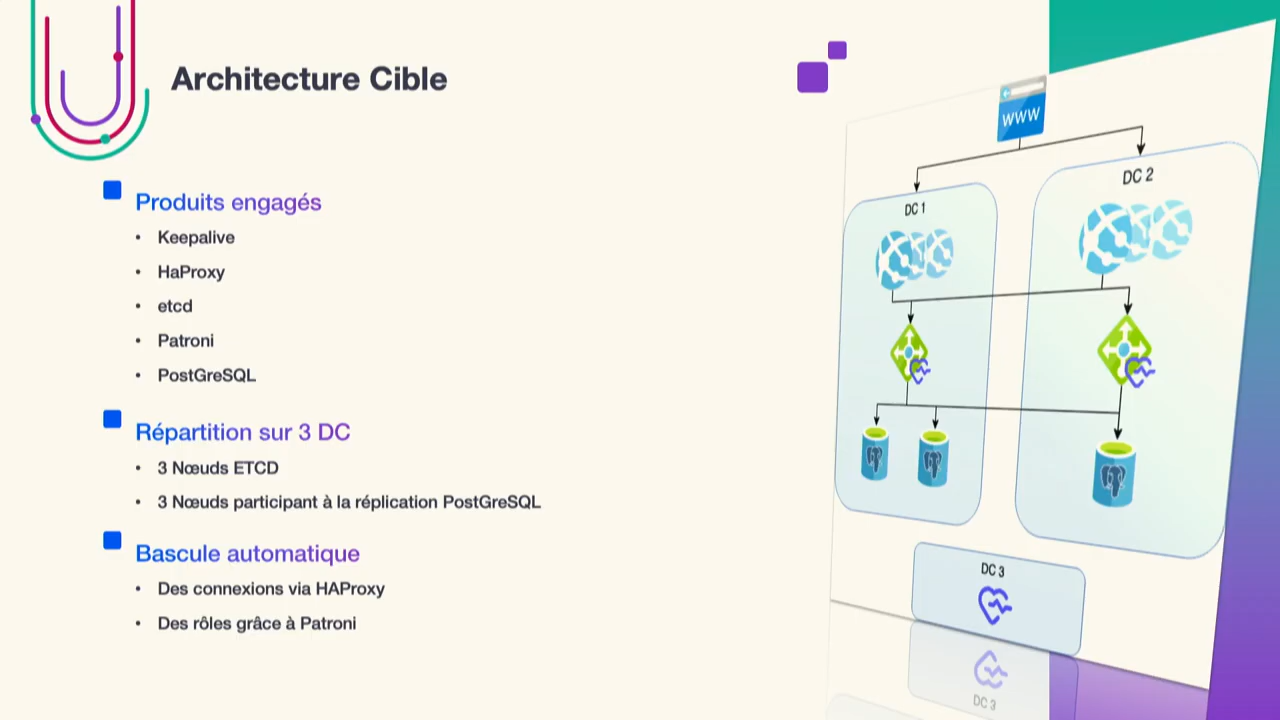 Architecture Cible
Produits engagés
• Keepalive
• HaProxy
• etcd
• Patroni
• PostGreSQL
Répartition sur 3 DC
• 3 Nœuds ETCD
• 3 Nœuds participant à la réplication PostGreSQL
Bascule automatique
• Des connexions via HAProxy
• Des rôles grâce à Patroni
WWW
DC 1
DC 2
DC 3
DC 3